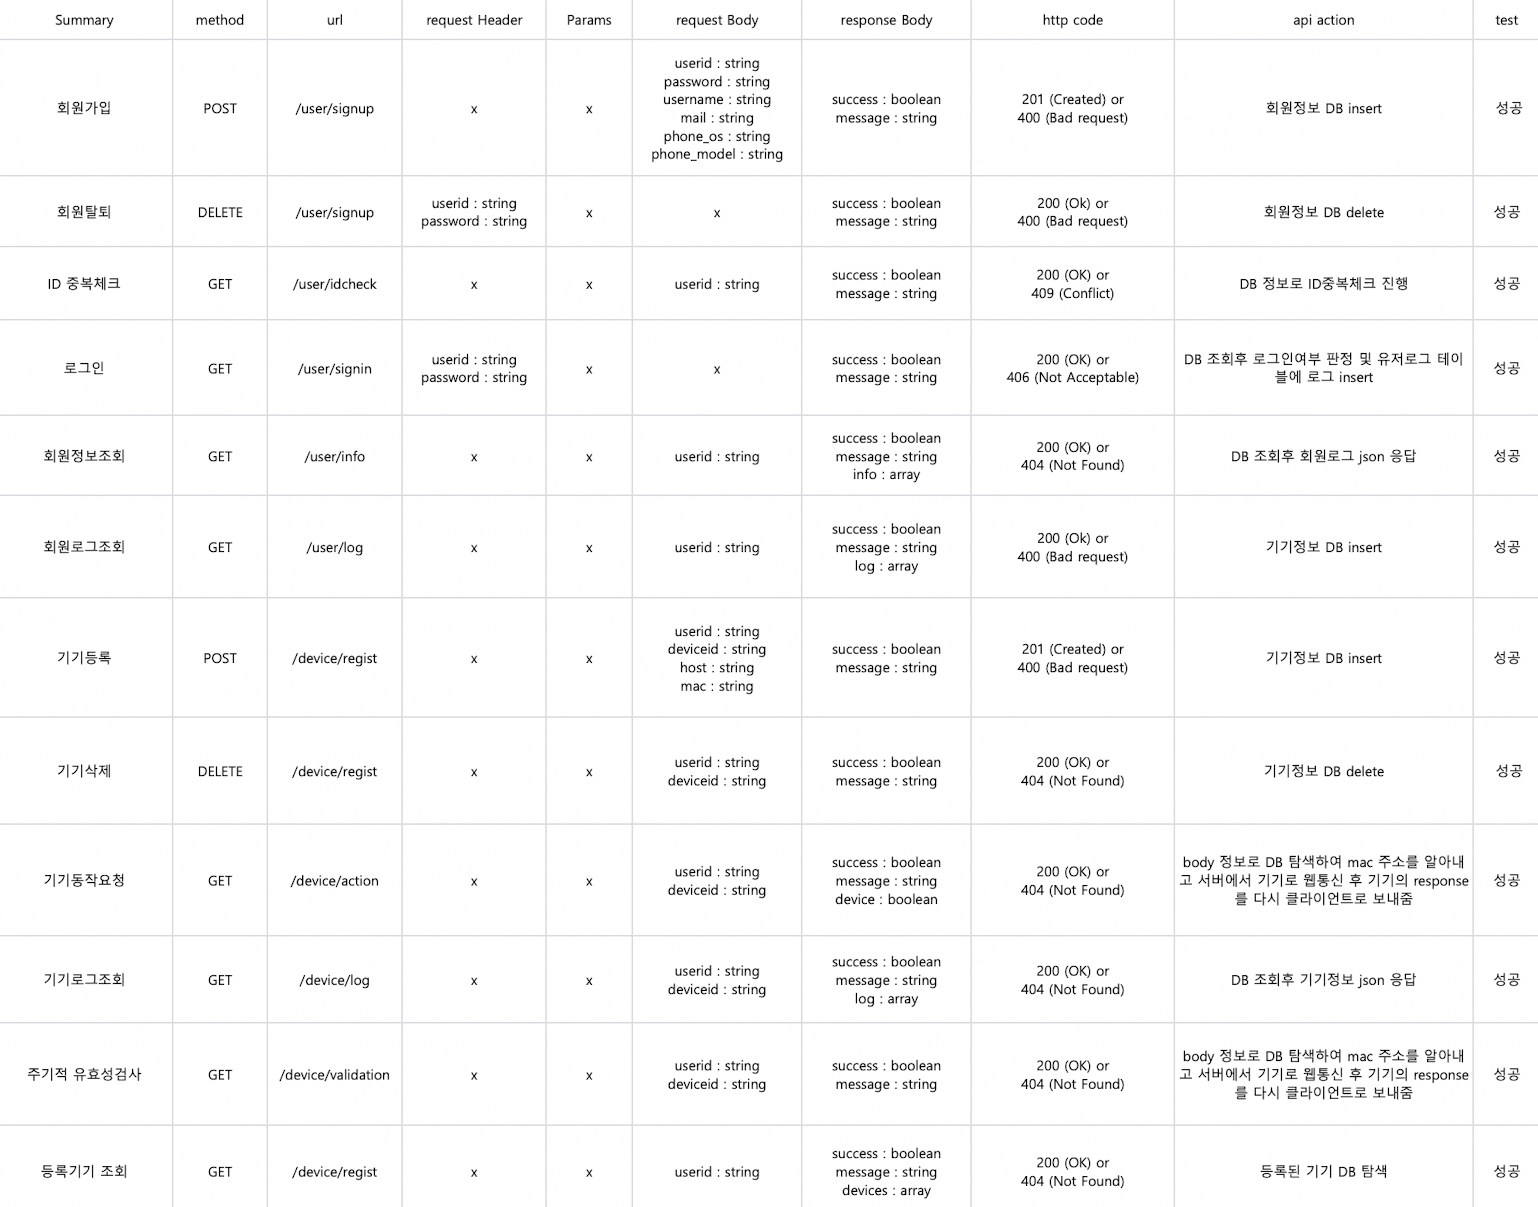 Summary method url request Header Params request Body response Body http code api action test
회원가입 POST /user/signup x x
userid : string
password : string
username : string
mail : string
phone_os : string
phone_model : string
success : boolean
message : string
201 (Created) or
400 (Bad request)
회원정보 DB insert
성공
회원탈퇴 DELETE /user/signup
userid : string
password : string
x x
success : boolean
message : string
200 (Ok) or
400 (Bad request)
회원정보 DB delete
성공
ID 중복체크 GET /user/idcheck x x
userid : string
success : boolean
message : string
200 (OK) or
409 (Conflict)
DB 정보로 ID중복체크 진행
성공
로그인 GET /user/signin
userid : string
password : string
x x
success : boolean
message : string
200 (OK) or
406 (Not Acceptable)
DB 조회후 로그인여부 판정 및 유저로그 테이
블에 로그 insert
성공
회원정보조회 GET /user/info x x
userid : string
success : boolean
message : string
info : array
200 (OK) or
404 (Not Found)
DB 조회후 회원로그 json 응답
성공
회원로그조회 GET /user/log x x
userid : string
success : boolean
message : string
log : array
200 (Ok) or
400 (Bad request)
기기정보 DB insert
성공
기기등록 POST /device/regist x x
userid : string
deviceid : string
host : string
mac : string
success : boolean
message : string
201 (Created) or
400 (Bad request)
기기정보 DB insert
성공
기기삭제 DELETE /device/regist x x
userid : string
deviceid : string
success : boolean
message : string
200 (OK) or
404 (Not Found)
기기정보 DB delete
성공
기기동작요청 GET /device/action x x
userid : string
deviceid : string
success : boolean
message : string
device : boolean
200 (OK) or
404 (Not Found)
body 정보로 DB 탐색하여 mac 주소를 알아내
고 서버에서 기기로 웹통신 후 기기의 response
를 다시 클라이언트로 보내줌
성공
기기로그조회 GET /device/log x x
userid : string
deviceid : string
success : boolean
message : string
log : array
200 (OK) or
404 (Not Found)
DB 조회후 기기정보 json 응답
성공
주기적 유효성검사 GET /device/validation x x
userid : string
deviceid : string
success : boolean
message : string
200 (OK) or
404 (Not Found)
body 정보로 DB 탐색하여 mac 주소를 알아내
고 서버에서 기기로 웹통신 후 기기의 response
를 다시 클라이언트로 보내줌
성공
등록기기 조회 GET /device/regist x x
userid : string
success : boolean
message : string
devices : array
200 (OK) or
404 (Not Found)
등록된 기기 DB 탐색
성공